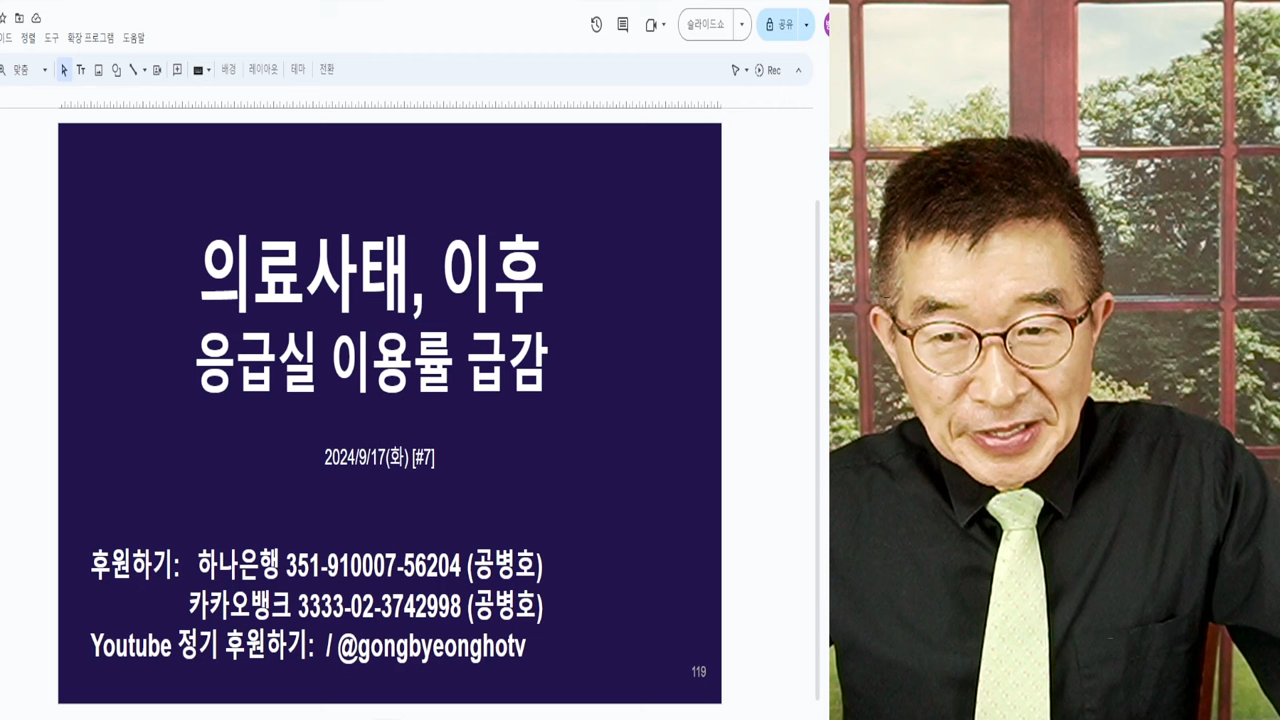 이드 정렬 도구 확장 프로그램 도움말
슬라이드쇼
공유
맞춤
배경 레이아웃 테마 전환
Rec
의료사태, 이후
응급실 이용률 급감
2024/9/17(화) [#7]
후원하기: 하나은행 351-910007-56204 (공병호)
카카오뱅크 3333-02-3742998 (공병호)
Youtube 정기 후원하기: / @gongbyeonghotv
119